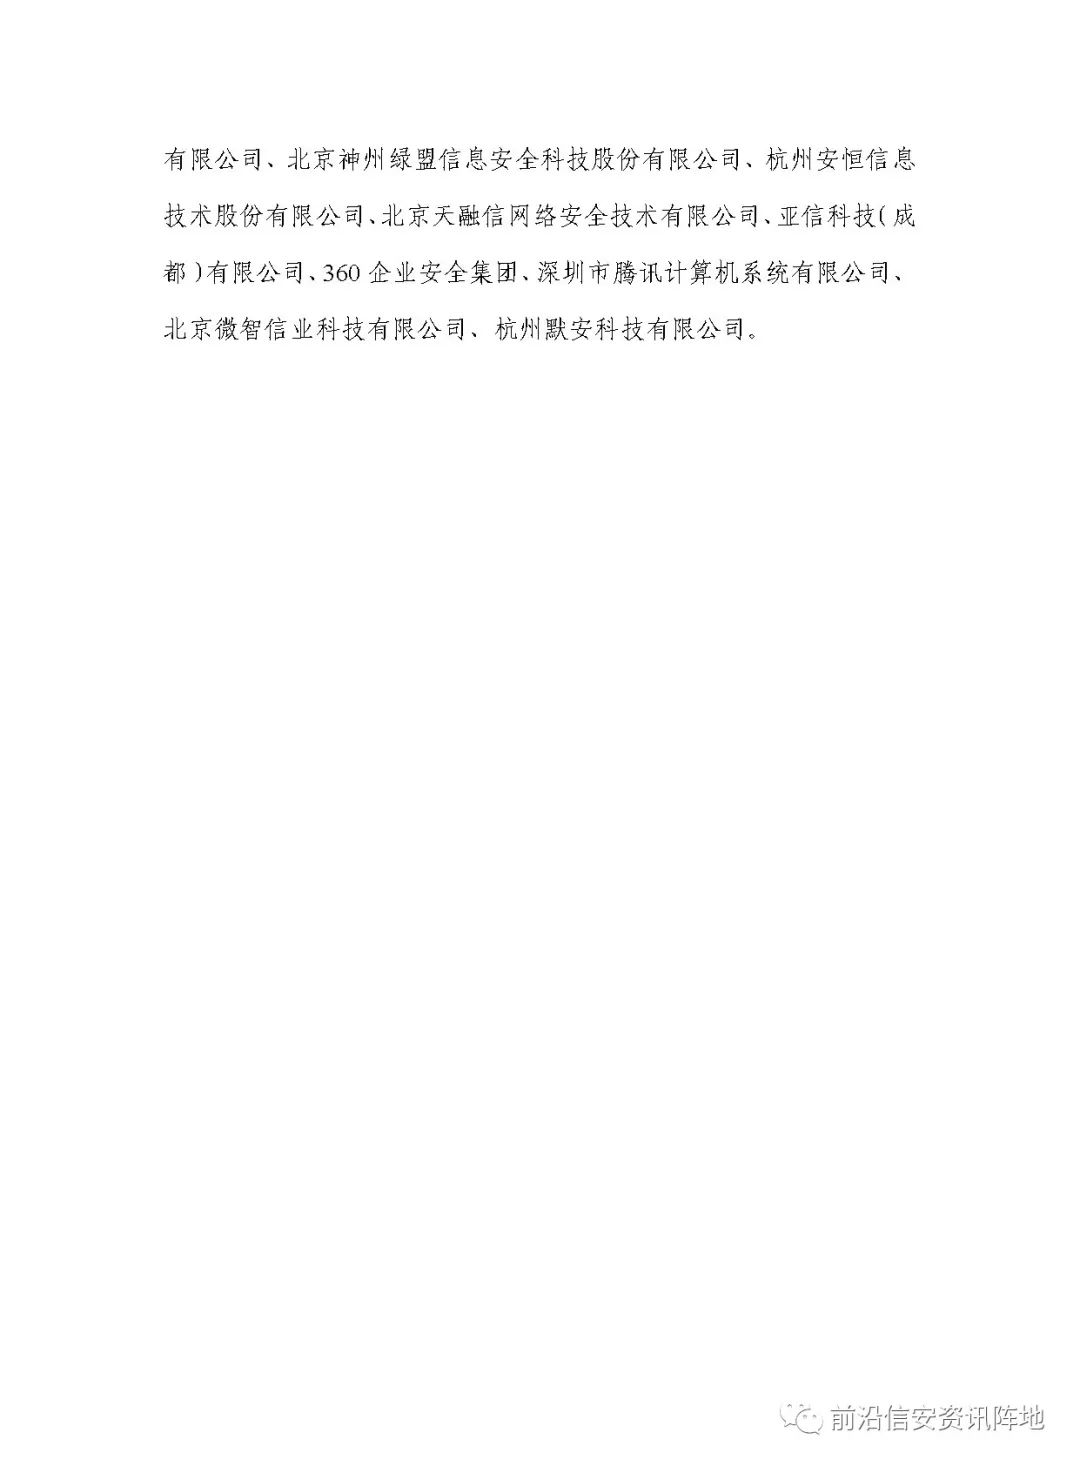 有限公司、北京神州绿盟信息安全科技股份有限公司、杭州安恒信息
技术股份有限公司、北京天融信网络安全技术有限公司、亚信科技(成
都)有限公司、360 企业安全集团、深圳市腾讯计算机系统有限公司、
北京微智信业科技有限公司、杭州默安科技有限公司。
前沿信安资讯阵地